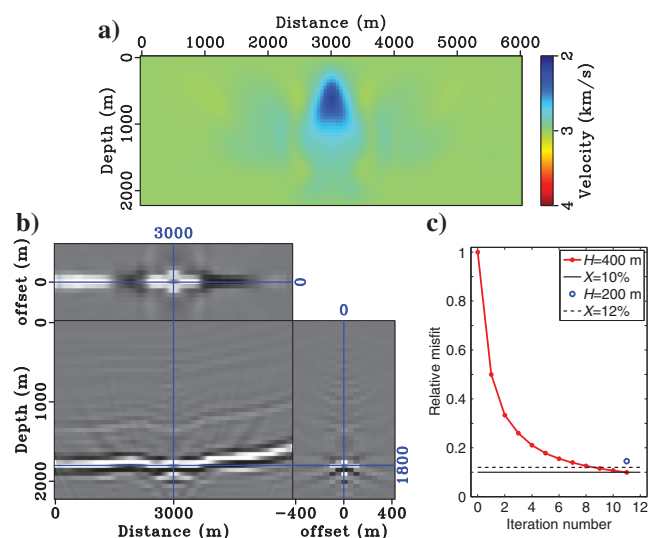 a)
Distance (m)
0 1000 2000 3000 4000 5000 6000
Depth (m)
0
1000
2000
2
3
4
Velocity (km/s)
b)
3000
offset (m)
0
0
0
Depth (m)
0
1000
2000
1800
3000
Distance (m)
−400 0 400
offset (m)
c)
1
0.8
0.6
0.4
0.2
0
Relative misfit
H=400 m
X=10%
H=200 m
X=12%
0 2 4 6 8 10 12
Iteration number